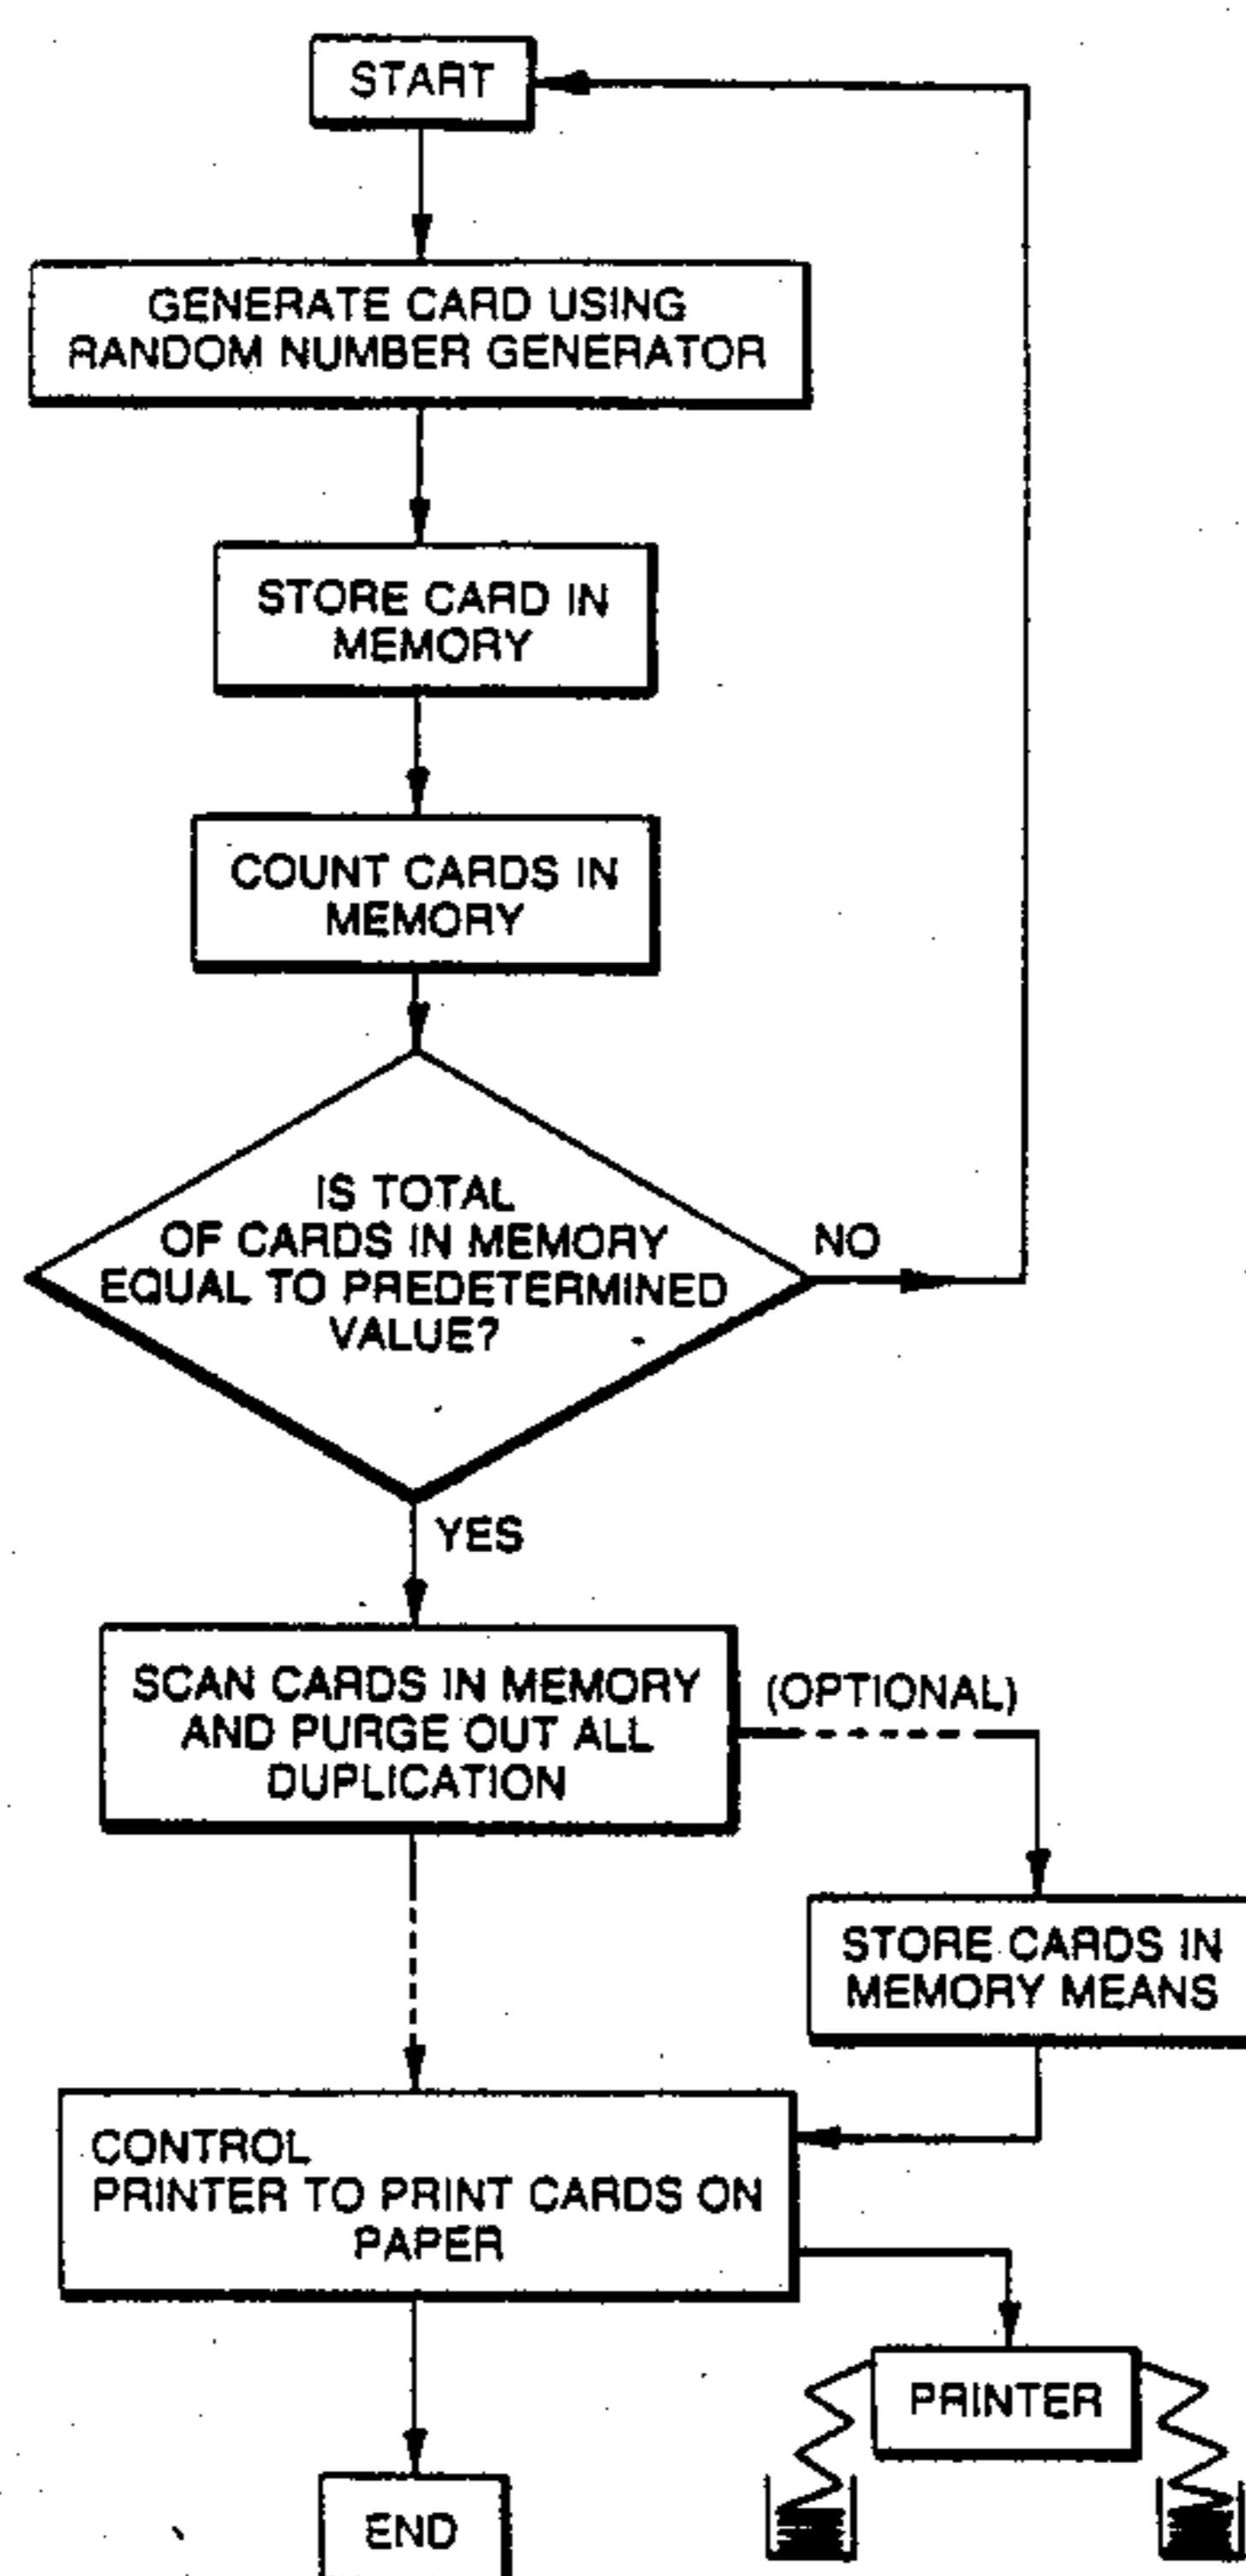 START
GENERATE CARD USING
RANDOM NUMBER GENERATOR
STORE CARD IN
MEMORY
COUNT CARDS IN
MEMORY
IS TOTAL
OF CARDS IN MEMORY
EQUAL TO PREDETERMINED
VALUE?
NO
YES
SCAN CARDS IN MEMORY
AND PURGE OUT ALL
DUPLICATION
(OPTIONAL)
STORE CARDS IN
MEMORY MEANS
CONTROL
PRINTER TO PRINT CARDS ON
PAPER
PRINTER
END